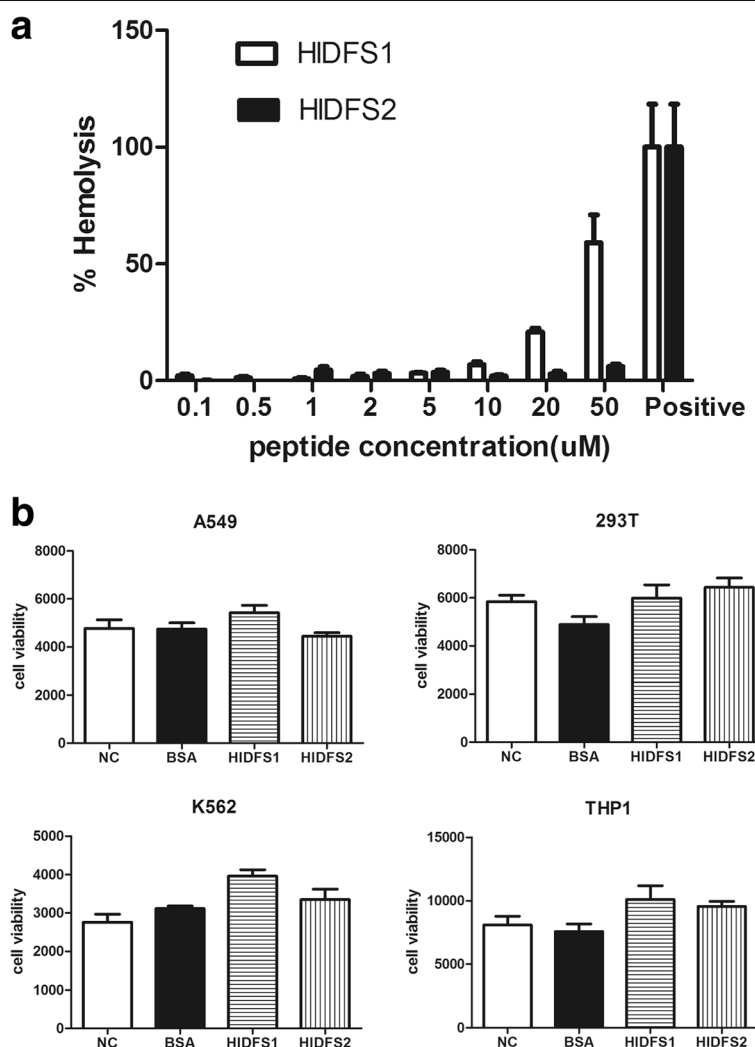 a
150
HIDFS1
HIDFS2
100
% Hemolysis
50
0
0.1 0.5 1 2 5 10 20 50 Positive
peptide concentration(uM)
b
A549
8000
6000
4000
2000
0
cell viability
NC BSA HIDFS1 HIDFS2
293T
8000
6000
4000
2000
0
cell viability
NC BSA HIDFS1 HIDFS2
K562
5000
4000
3000
2000
1000
0
cell viability
NC BSA HIDFS1 HIDFS2
THP1
15000
10000
5000
0
cell viability
NC BSA HIDFS1 HIDFS2